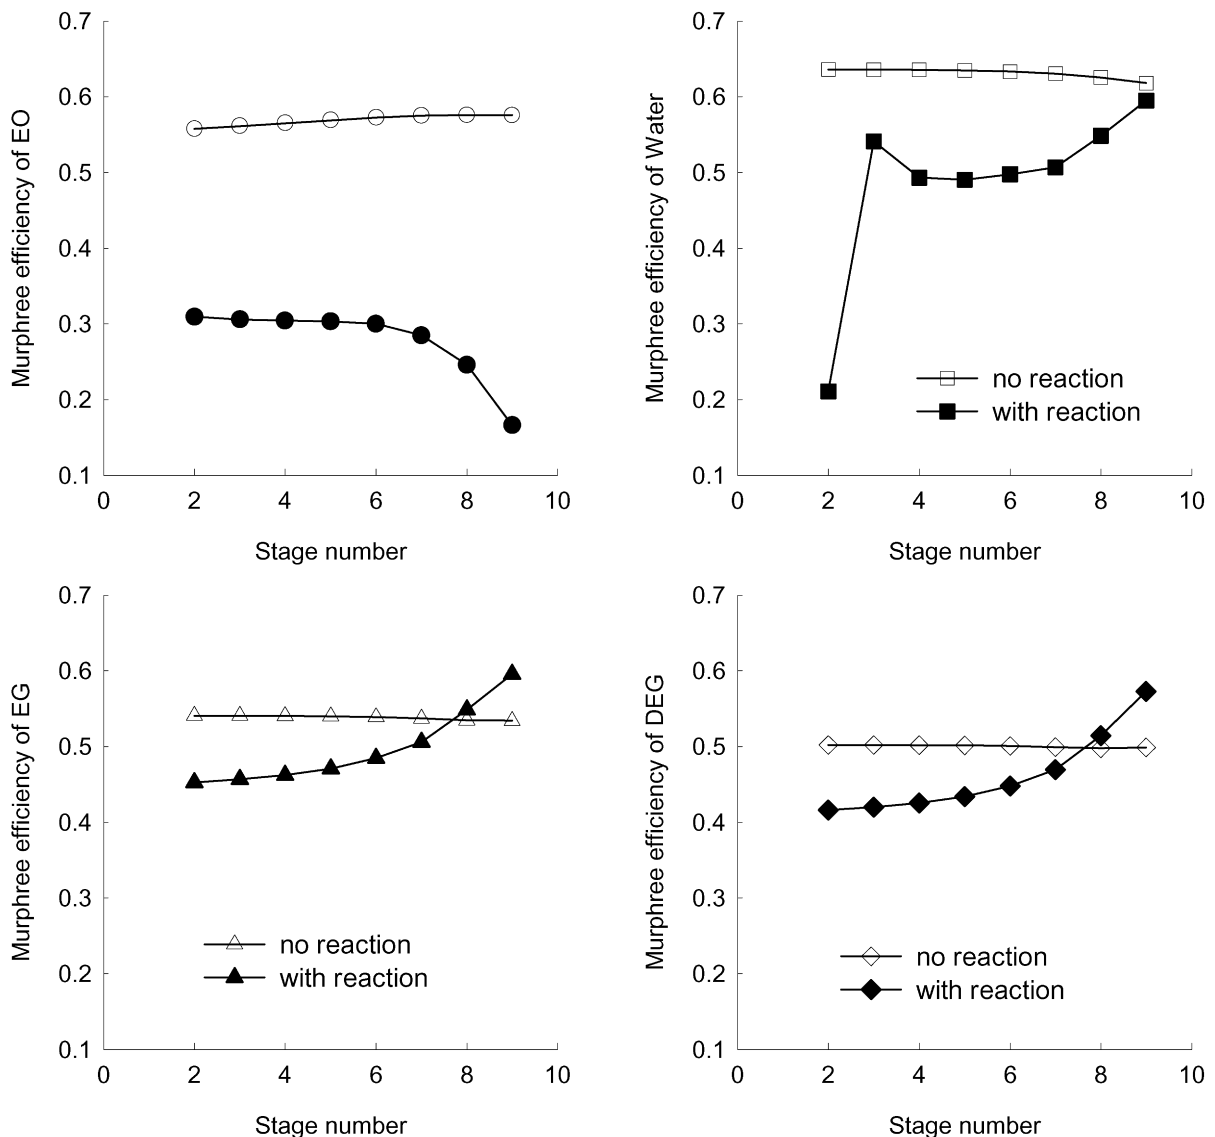 0.7
0.6
0.5
0.4
0.3
0.2
0.1
0 2 4 6 8 10
Murphree efficiency of EO
Stage number
0.7
0.6
0.5
0.4
0.3
0.2
0.1
0 2 4 6 8 10
Murphree efficiency of Water
Stage number
no reaction
with reaction
0.7
0.6
0.5
0.4
0.3
0.2
0.1
0 2 4 6 8 10
Murphree efficiency of EG
Stage number
no reaction
with reaction
0.7
0.6
0.5
0.4
0.3
0.2
0.1
0 2 4 6 8 10
Murphree efficiency of DEG
Stage number
no reaction
with reaction